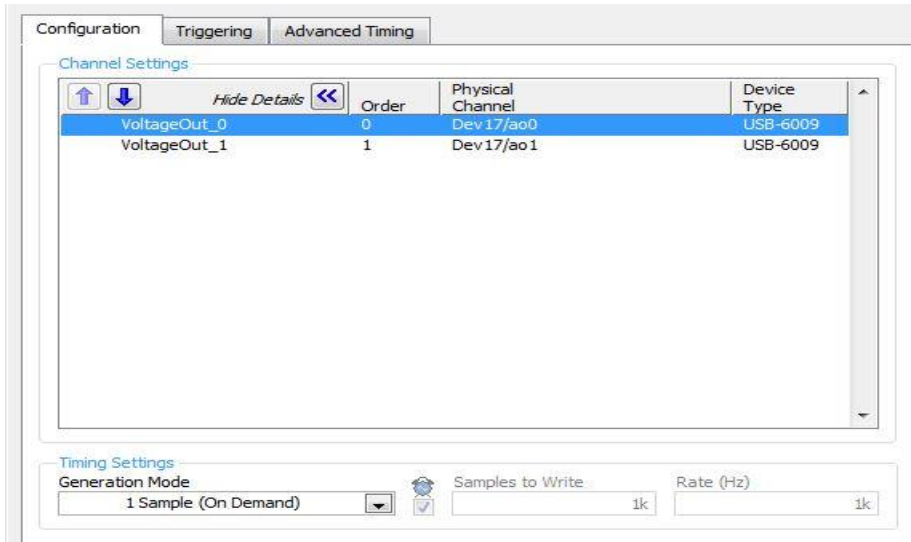 Configuration Triggering Advanced Timing
Channel Settings
Hide Details Order Physical Channel Device Type
VoltageOut_0 0 Dev17/ao0 USB-6009
VoltageOut_1 1 Dev17/ao1 USB-6009
Timing Settings
Generation Mode Samples to Write Rate (Hz)
1 Sample (On Demand) 1k 1k